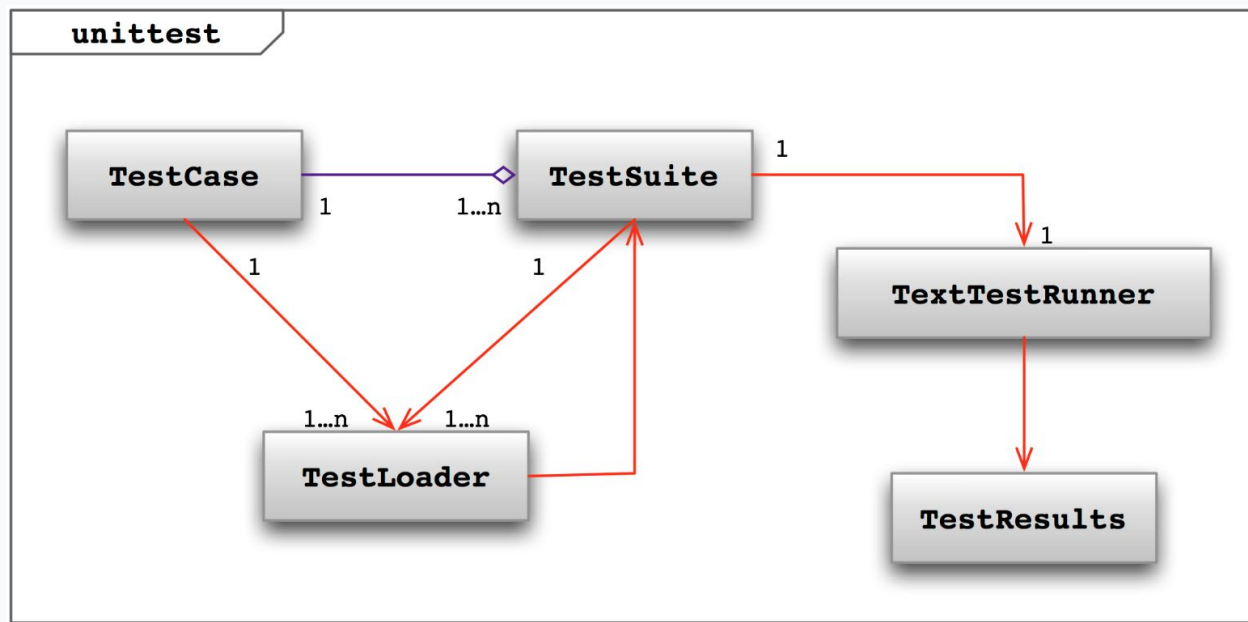 unittest
TestCase
TestSuite
1
1
1…n
1
TextTestRunner
1
1
1…n
1…n
TestLoader
TestResults